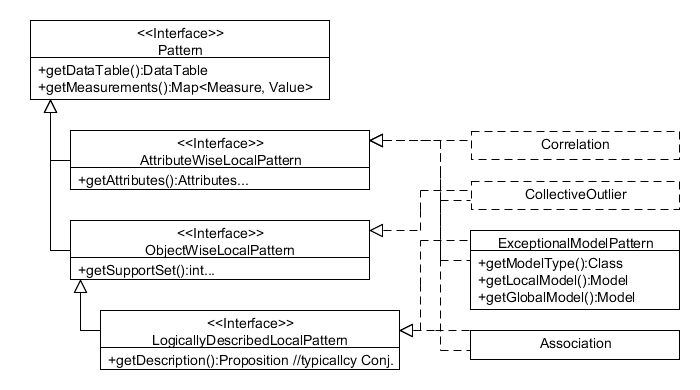 <<Interface>>
Pattern
+getDataTable():DataTable
+getMeasurements():Map<Measure, Value>
<<Interface>>
AttributeWiseLocalPattern
+getAttributes():Attributes...
<<Interface>>
ObjectWiseLocalPattern
+getSupportSet():int...
<<Interface>>
LogicallyDescribedLocalPattern
+getDescription():Proposition //typicallcy Conj.
Correlation
CollectiveOutlier
ExceptionalModelPattern
+getModelType():Class
+getLocalModel():Model
+getGlobalModel():Model
Association